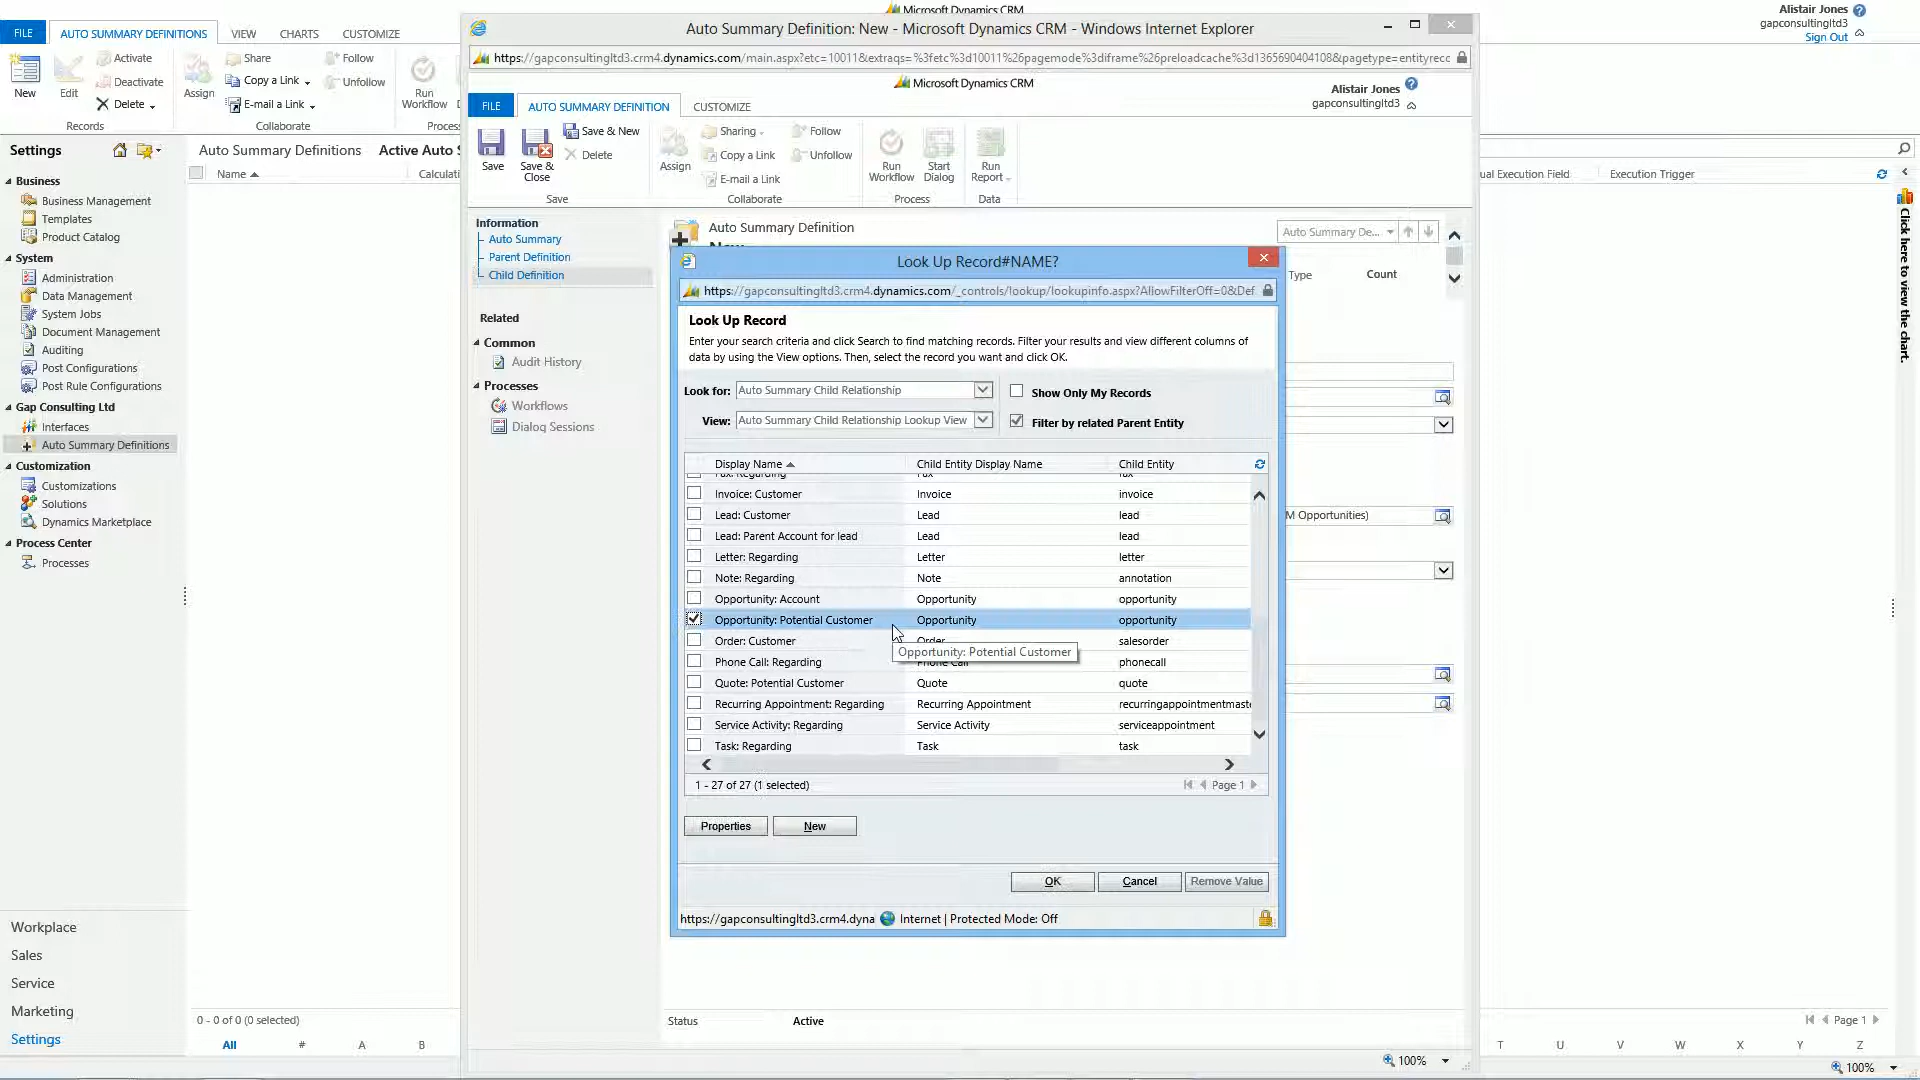 Microsoft Dynamics CRM
Alistair Jones
gapconsultingltd3
Sign Out
FILE
AUTO SUMMARY DEFINITIONS
VIEW
CHARTS
CUSTOMIZE
New
Edit
Activate
Deactivate
Delete
Records
Assign
Share
Copy a Link
E-mail a Link
Follow
Unfollow
Collaborate
Run
Workflow
Settings
Business
Business Management
Templates
Product Catalog
System
Administration
Data Management
System Jobs
Document Management
Auditing
Post Configurations
Post Rule Configurations
Gap Consulting Ltd
Interfaces
Auto Summary Definitions
Customization
Customizations
Solutions
Dynamics Marketplace
Process Center
Processes
Workplace
Sales
Service
Marketing
Settings
Auto Summary Definitions
Active Auto S
Name
Calculati
ual Execution Field
Execution Trigger
Click here to view the chart.
0 - 0 of 0 (0 selected)
Page 1
All # A B
T U V W X Y Z
100%
Auto Summary Definition: New - Microsoft Dynamics CRM - Windows Internet Explorer
https://gapconsultingltd3.crm4.dynamics.com/main.aspx?etc=10011&extraqs=%3fetc%3d10011%26pagemode%3diframe%26preloadcache%3d1365690404108&pagetype=entityrecc
Microsoft Dynamics CRM
Alistair Jones
gapconsultingltd3
FILE
AUTO SUMMARY DEFINITION
CUSTOMIZE
Save
Save &
Close
Save & New
Delete
Save
Assign
Sharing
Copy a Link
E-mail a Link
Follow
Unfollow
Collaborate
Run
Workflow
Start
Dialog
Process
Run
Report
Data
Information
Auto Summary
Parent Definition
Child Definition
Related
Common
Audit History
Processes
Workflows
Dialog Sessions
Auto Summary Definition
Auto Summary De...
Type
Count
M Opportunities)
Status
Active
100%
Look Up Record#NAME?
https://gapconsultingltd3.crm4.dynamics.com/_controls/lookup/lookupinfo.aspx?AllowFilterOff=0&Def
Look Up Record
Enter your search criteria and click Search to find matching records. Filter your results and view different columns of
data by using the View options. Then, select the record you want and click OK.
Look for: Auto Summary Child Relationship
Show Only My Records
View: Auto Summary Child Relationship Lookup View
Filter by related Parent Entity
Display Name Child Entity Display Name Child Entity
Invoice: Customer Invoice invoice
Lead: Customer Lead lead
Lead: Parent Account for lead Lead lead
Letter: Regarding Letter letter
Note: Regarding Note annotation
Opportunity: Account Opportunity opportunity
Opportunity: Potential Customer Opportunity opportunity
Order: Customer Order salesorder
Opportunity: Potential Customer
Phone Call: Regarding Phone Call phonecall
Quote: Potential Customer Quote quote
Recurring Appointment: Regarding Recurring Appointment recurringappointmentmaste
Service Activity: Regarding Service Activity serviceappointment
Task: Regarding Task task
1 - 27 of 27 (1 selected)
Page 1
Properties
New
OK
Cancel
Remove Value
https://gapconsultingltd3.crm4.dyna
Internet | Protected Mode: Off